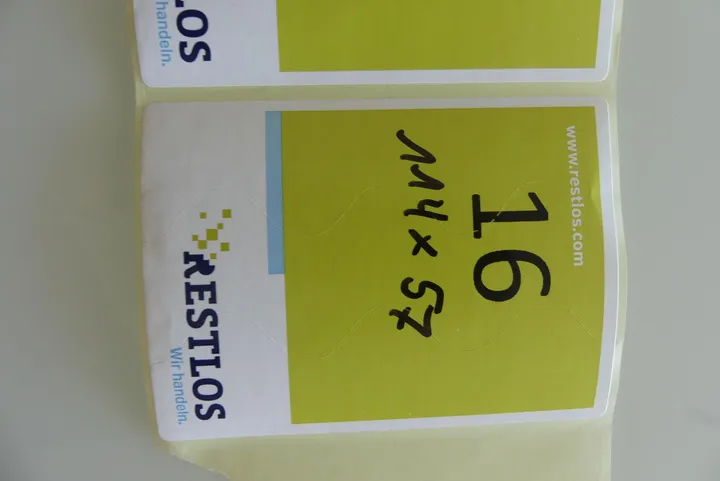 LOS
handeln.
www.restlos.com
16
114 x 57
RESTLOS
Wir handeln.